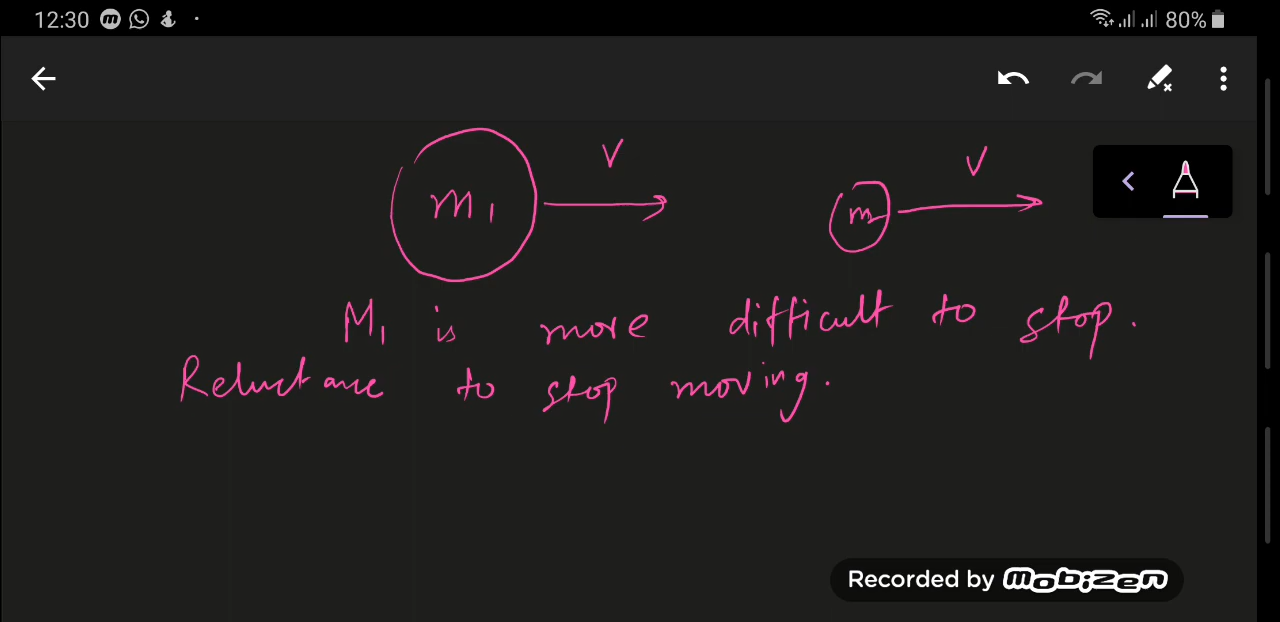 12:30 80%
V V
m1 m
M1 is more difficult to stop.
Reluctance to stop moving.
Recorded by mobizen